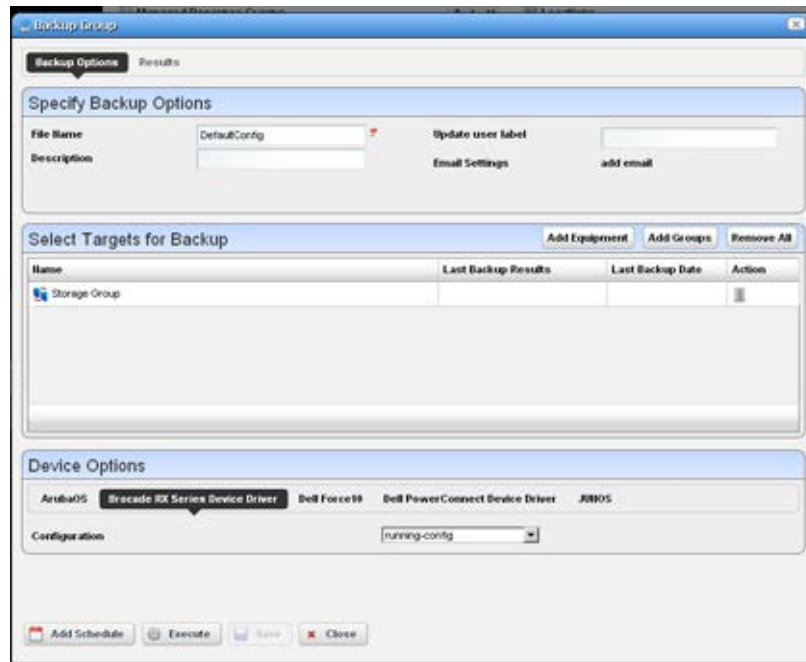 Backup Group
Backup Options Results
Specify Backup Options
File Name DefaultConfig ? Update user label
Description Email Settings add email
Select Targets for Backup Add Equipment Add Groups Remove All
Name Last Backup Results Last Backup Date Action
Storage Group
Device Options
ArubaOS Brocade RX Series Device Driver Dell Force10 Dell PowerConnect Device Driver JUNOS
Configuration running-config
Add Schedule Execute Save Close